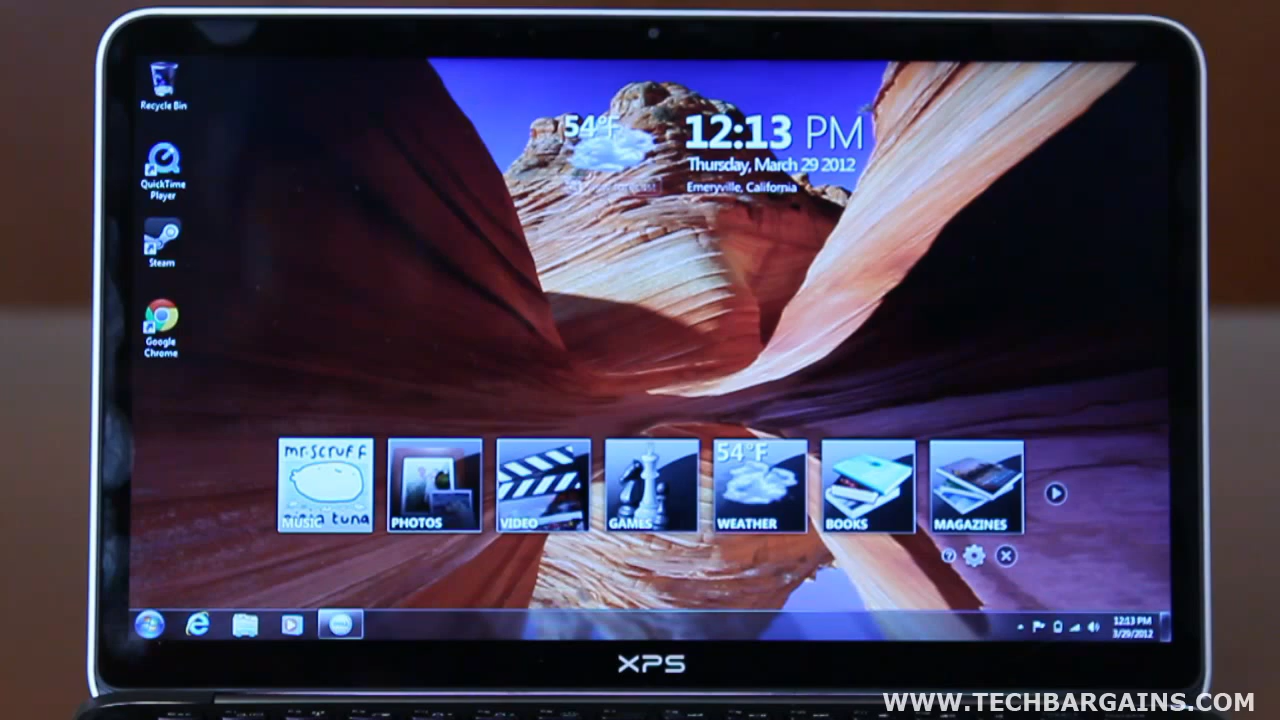 Recycle Bin
QuickTime
Player
Steam
Google
Chrome
54°F
12:13 PM
Thursday, March 29 2012
Emeryville, California
mr.scruff
MUSIC
ninja tuna
PHOTOS
VIDEO
GAMES
54°F
WEATHER
BOOKS
MAGAZINES
?
DELL
12:13 PM
3/29/2012
XPS
WWW.TECHBARGAINS.COM